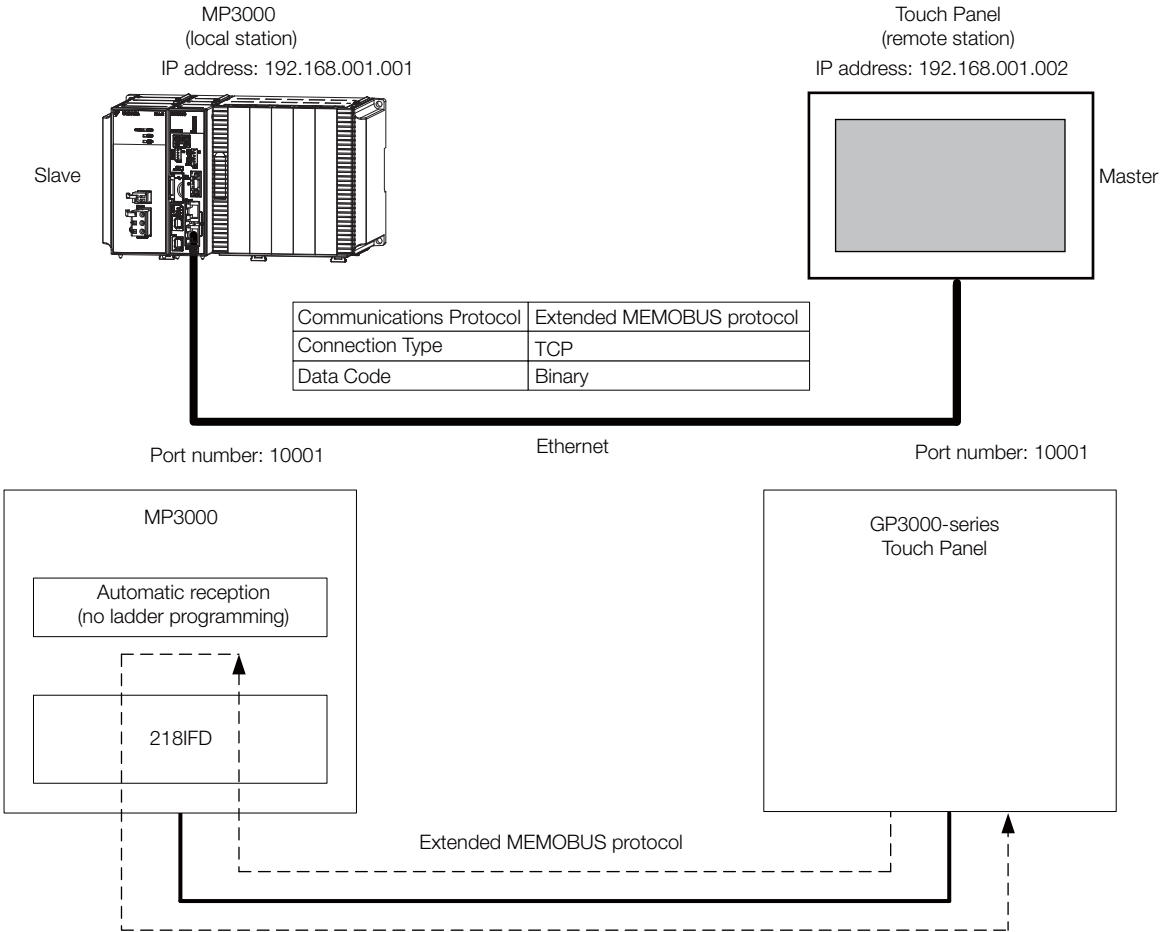 MP3000
(local station)
IP address: 192.168.001.001
Touch Panel
(remote station)
IP address: 192.168.001.002
Slave
Master
Communications Protocol Extended MEMOBUS protocol
Connection Type TCP
Data Code Binary
Ethernet
Port number: 10001
Port number: 10001
MP3000
Automatic reception
(no ladder programming)
218IFD
GP3000-series
Touch Panel
Extended MEMOBUS protocol